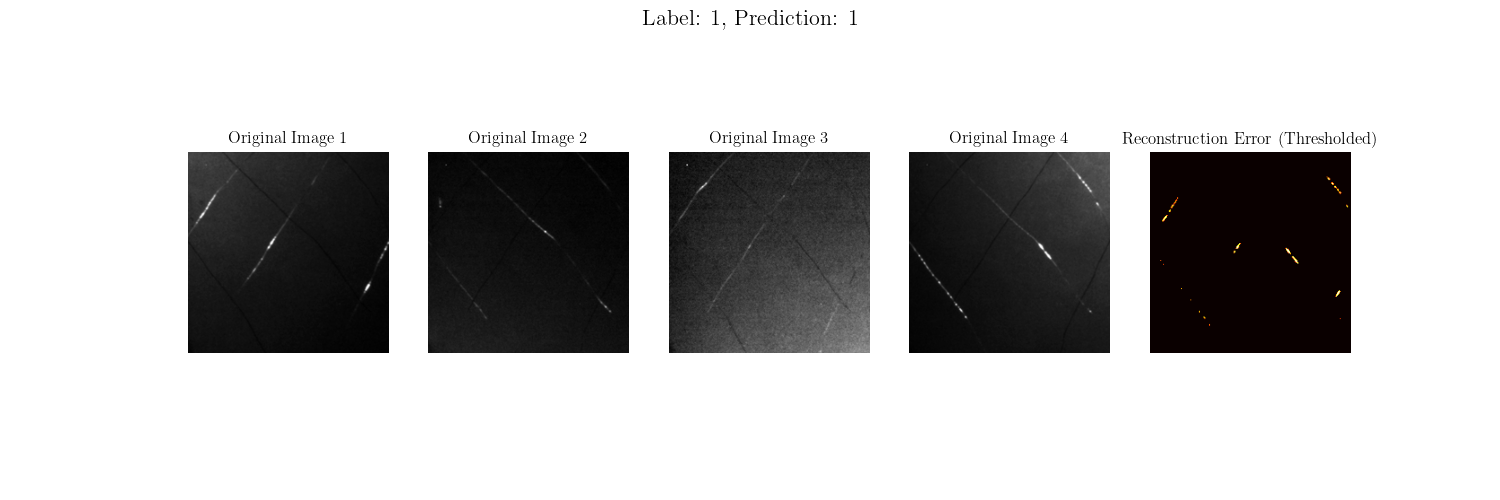 Label: 1, Prediction: 1
Original Image 1
Original Image 2
Original Image 3
Original Image 4
Reconstruction Error (Thresholded)